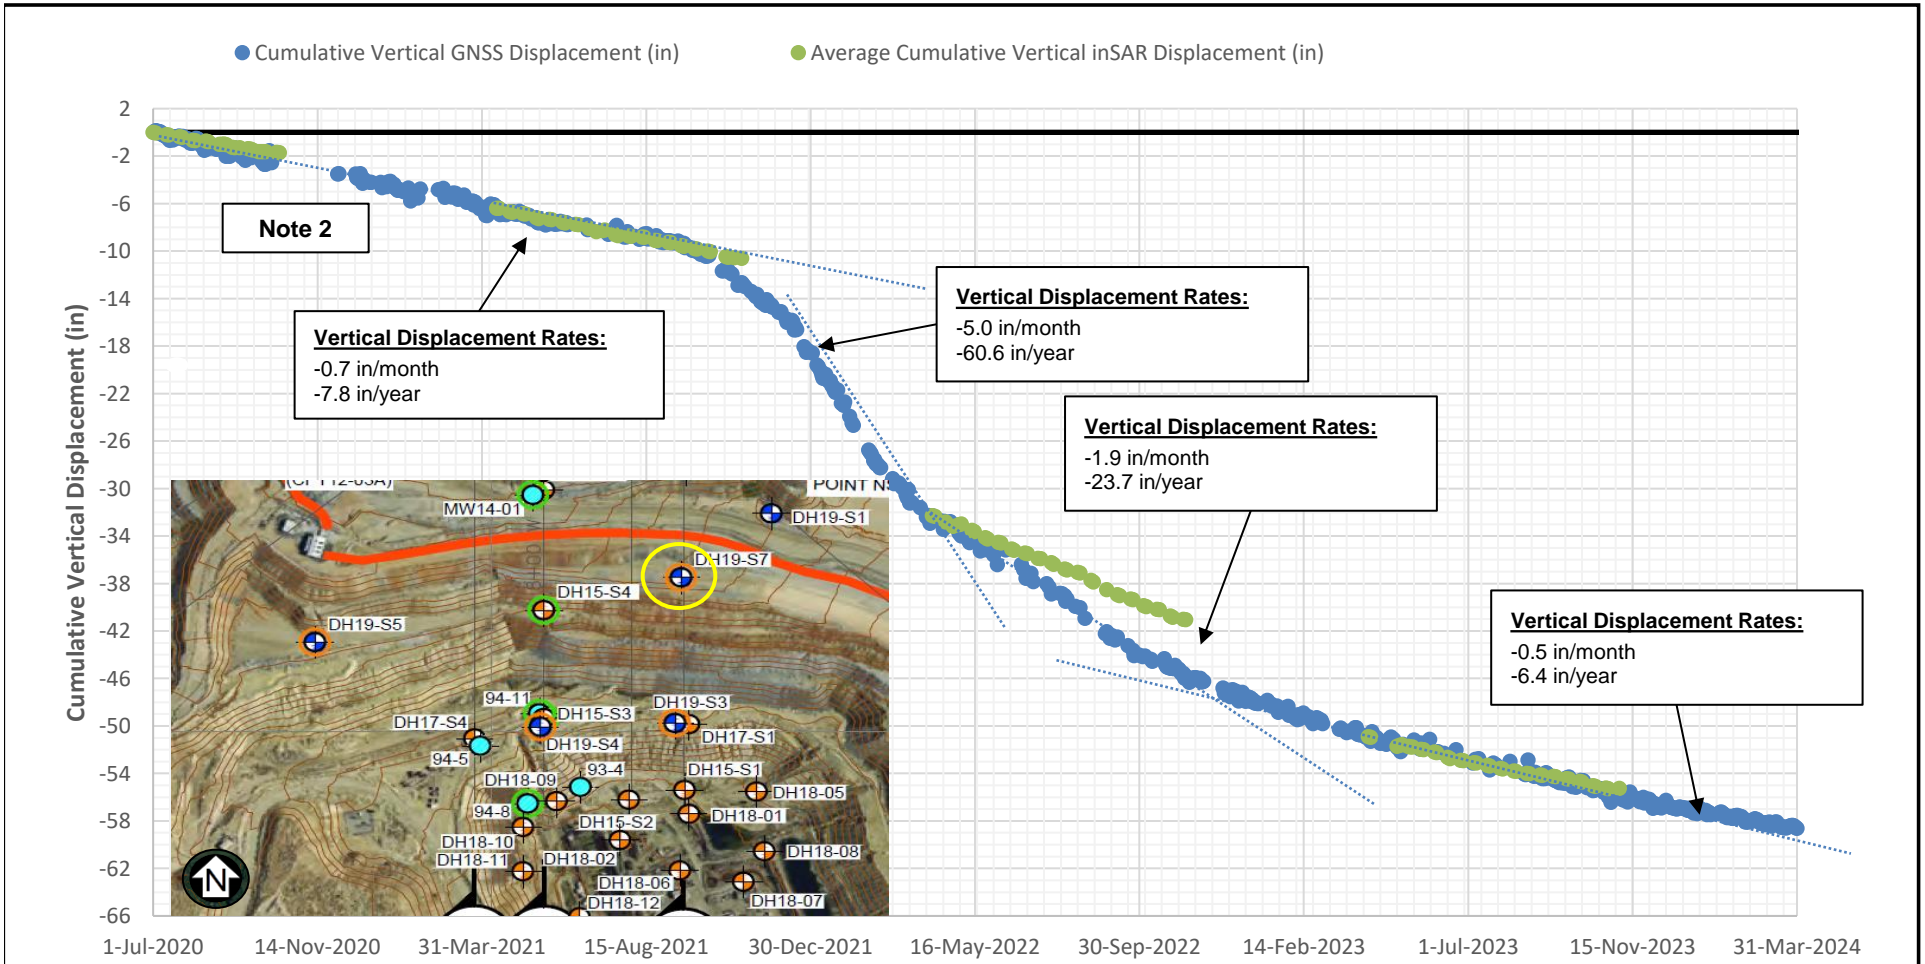 Cumulative Vertical GNSS Displacement (in)
Average Cumulative Vertical inSAR Displacement (in)
Cumulative Vertical Displacement (in)
2
-2
-6
-10
-14
-18
-22
-26
-30
-34
-38
-42
-46
-50
-54
-58
-62
-66
Note 2
Vertical Displacement Rates:
-0.7 in/month
-7.8 in/year
Vertical Displacement Rates:
-5.0 in/month
-60.6 in/year
Vertical Displacement Rates:
-1.9 in/month
-23.7 in/year
Vertical Displacement Rates:
-0.5 in/month
-6.4 in/year
MW14-01
POINT
DH19-S1
DH19-S7
DH15-S4
DH19-S5
94-11
DH15-S3
DH19-S3
DH17-S4
DH17-S1
94-5
DH19-S4
93-4
DH15-S1
DH18-09
DH18-05
94-8
DH15-S2
DH18-01
DH18-10
DH18-11
DH18-02
DH18-08
DH18-06
DH18-07
DH18-12
N
1-Jul-2020
14-Nov-2020
31-Mar-2021
15-Aug-2021
30-Dec-2021
16-May-2022
30-Sep-2022
14-Feb-2023
1-Jul-2023
15-Nov-2023
31-Mar-2024